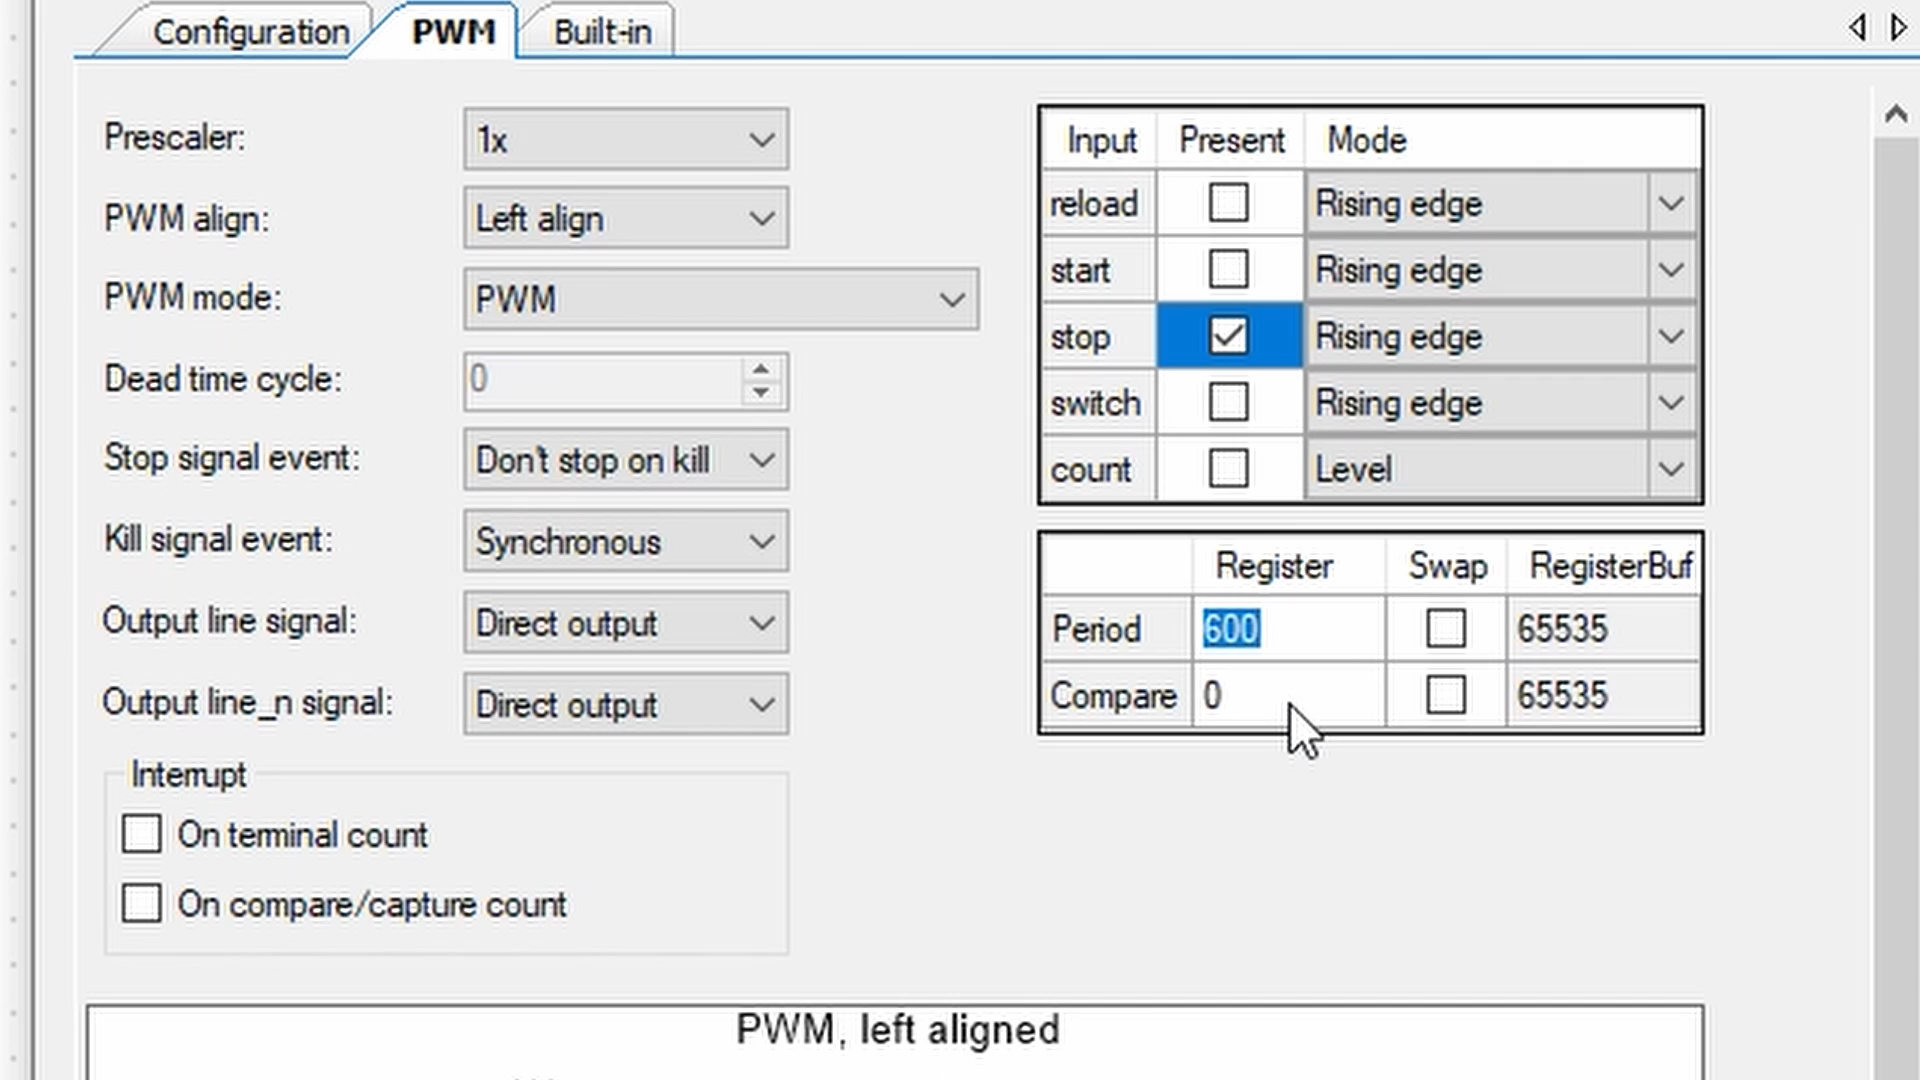 Configuration PWM Built-in
Prescaler: 1x
PWM align: Left align
PWM mode: PWM
Dead time cycle: 0
Stop signal event: Don't stop on kill
Kill signal event: Synchronous
Output line signal: Direct output
Output line_n signal: Direct output
Interrupt
On terminal count
On compare/capture count
Input Present Mode
reload Rising edge
start Rising edge
stop Rising edge
switch Rising edge
count Level
Register Swap RegisterBuf
Period 600 65535
Compare 0 65535
PWM, left aligned